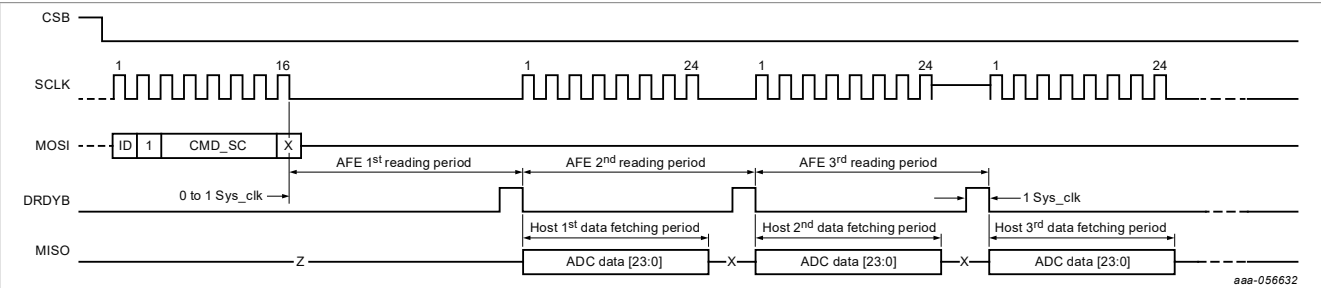 CSB
1 16 1 24 1 24 1 24
SCLK
MOSI ID 1 CMD_SC X
AFE 1st reading period AFE 2nd reading period AFE 3rd reading period
DRDYB 0 to 1 Sys_clk 1 Sys_clk
Host 1st data fetching period Host 2nd data fetching period Host 3rd data fetching period
MISO
Z ADC data [23:0] X ADC data [23:0] X ADC data [23:0]
aaa-056632